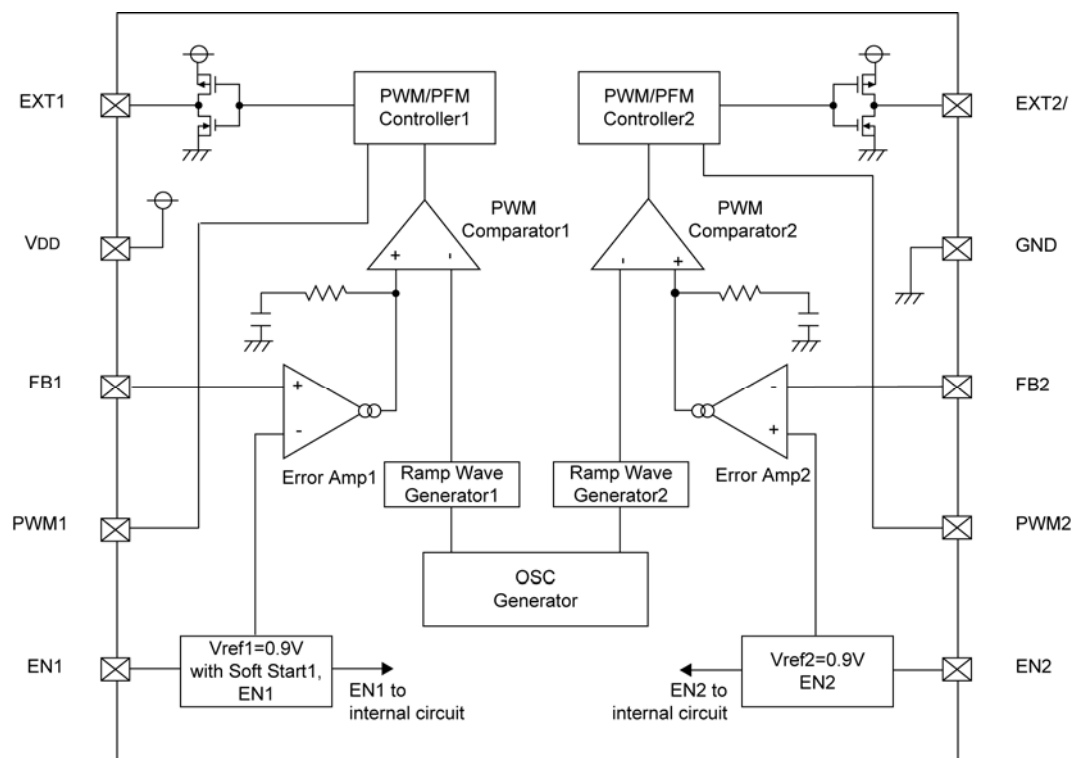 EXT1
PWM/PFM
Controller1
PWM/PFM
Controller2
EXT2/
VDD
PWM
Comparator1
PWM
Comparator2
GND
+
-
-
+
FB1
+
-
Error Amp1
-
+
Error Amp2
FB2
Ramp Wave
Generator1
Ramp Wave
Generator2
PWM1
PWM2
OSC
Generator
EN1
Vref1=0.9V
with Soft Start1,
EN1
EN1 to
internal circuit
EN2 to
internal circuit
Vref2=0.9V
EN2
EN2